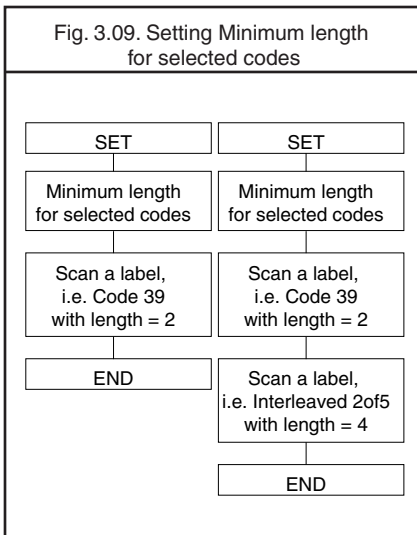 Fig. 3.09. Setting Minimum length
for selected codes
SET
Minimum length
for selected codes
Scan a label,
i.e. Code 39
with length = 2
END
SET
Minimum length
for selected codes
Scan a label,
i.e. Code 39
with length = 2
Scan a label,
i.e. Interleaved 2of5
with length = 4
END